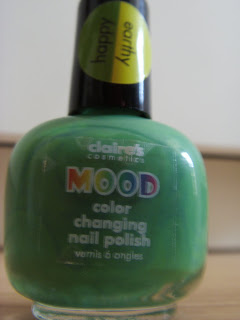 happy
earthy
claire's
cosmetics
MOOD
color
changing
nail polish
vernis à ongles